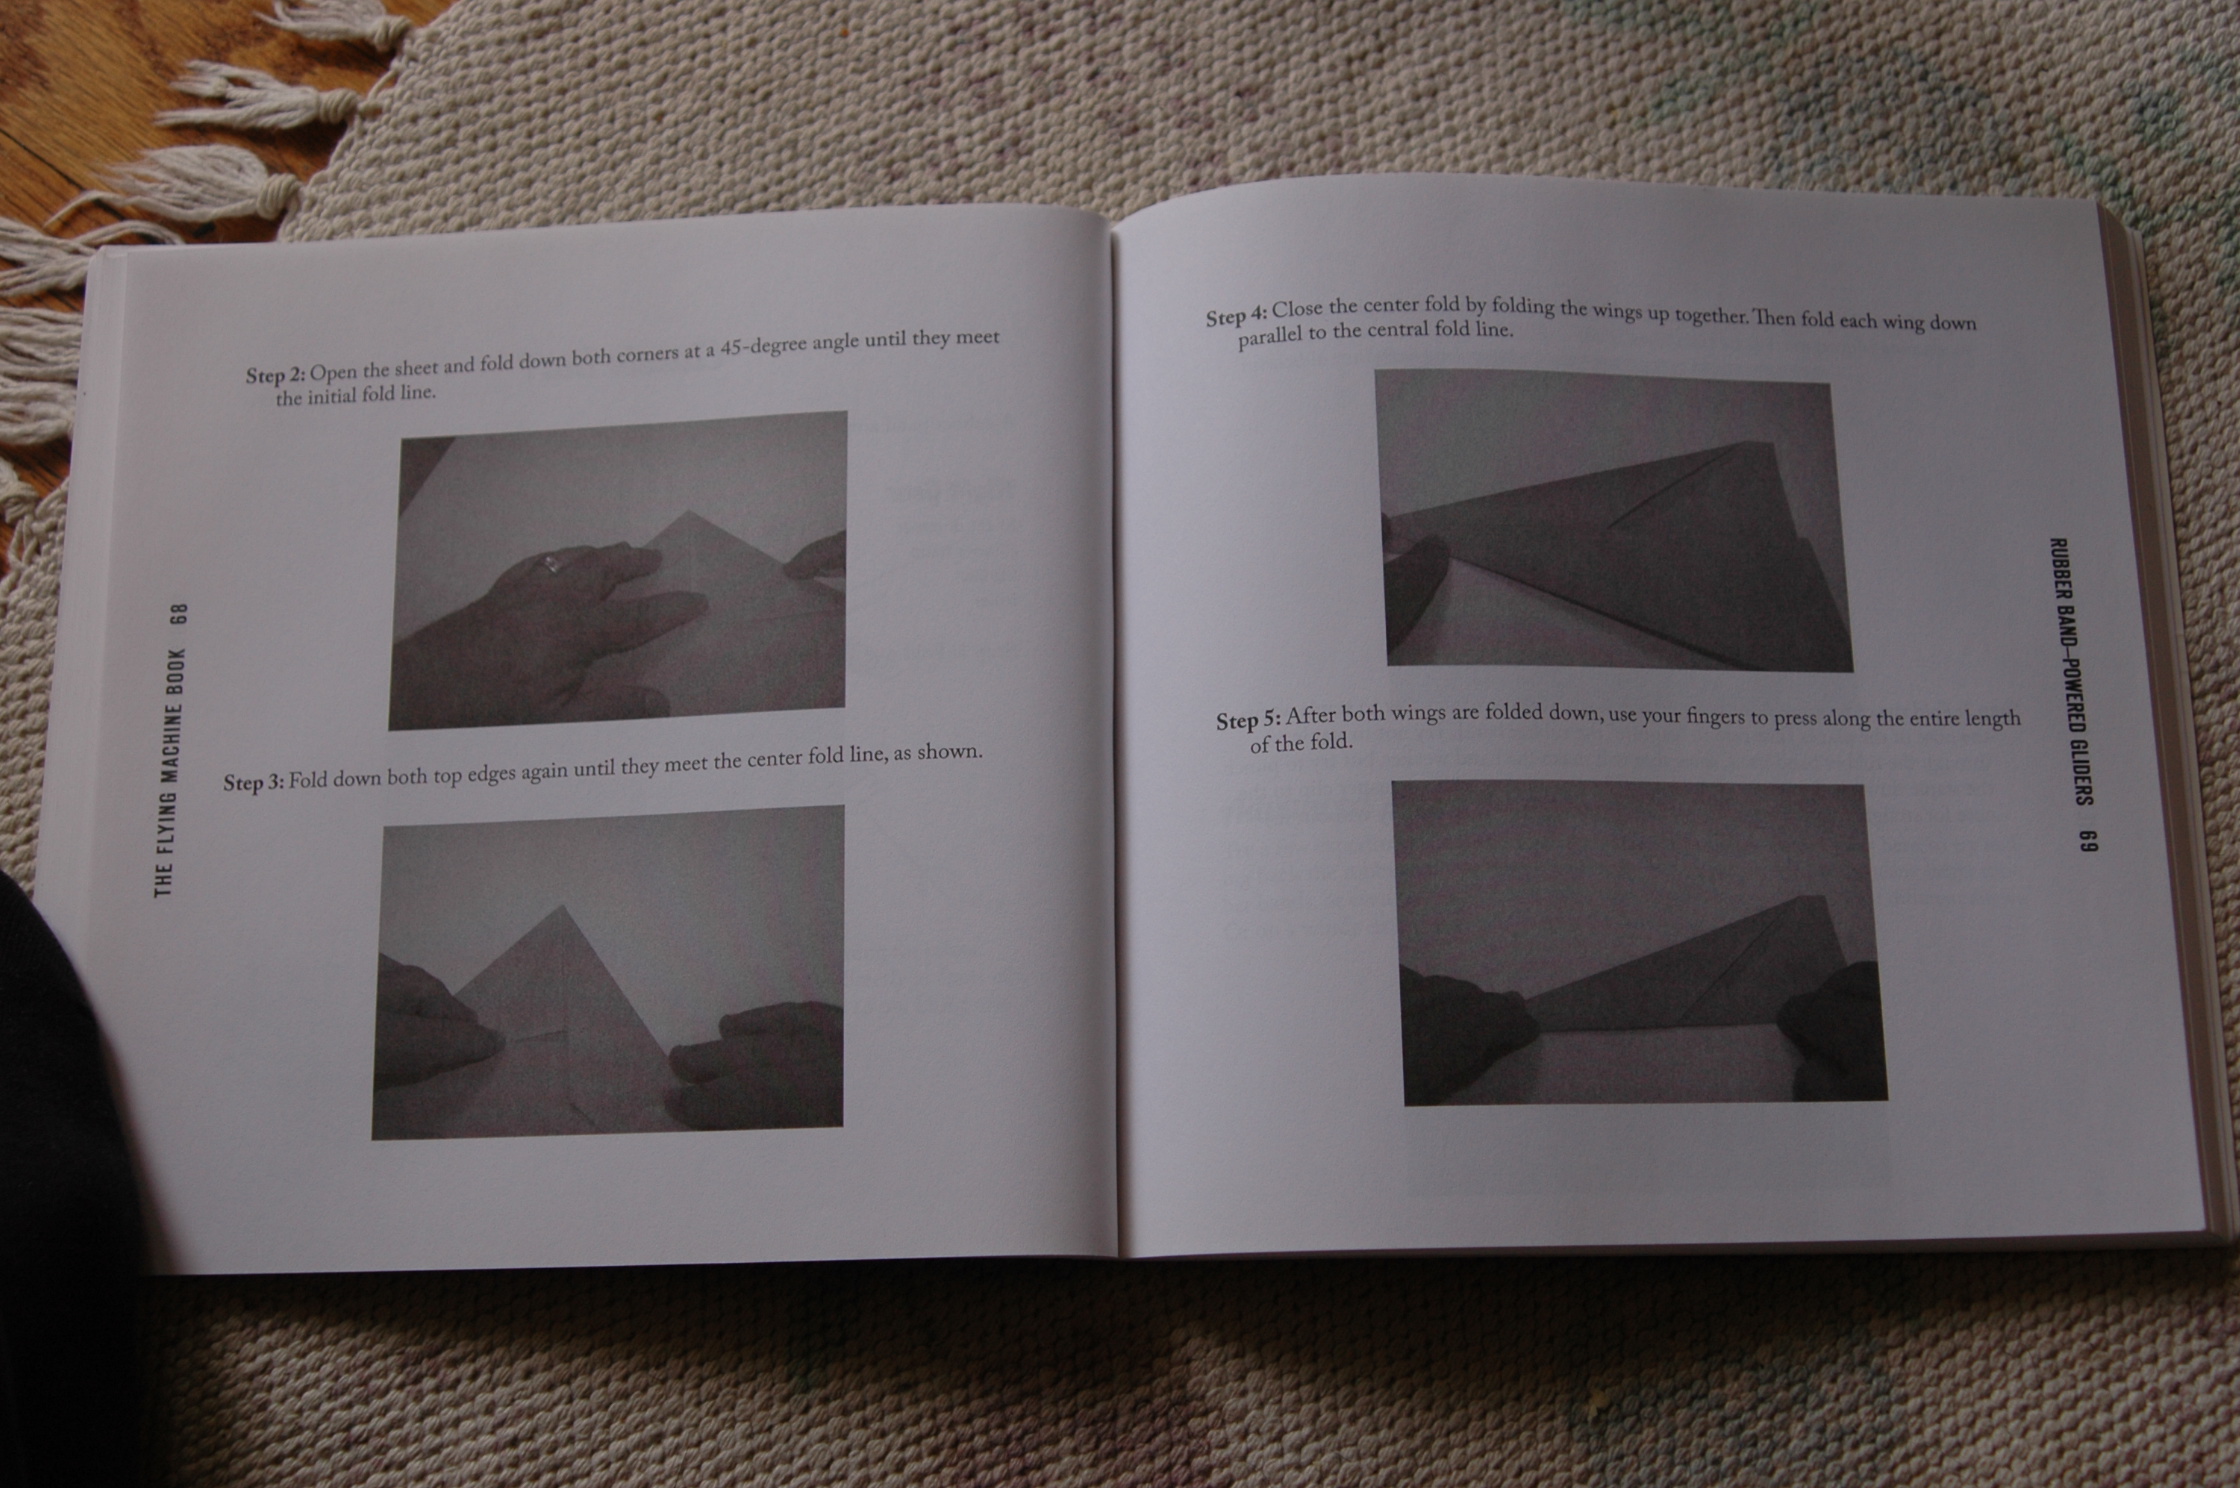 Step 2: Open the sheet and fold down both corners at a 45-degree angle until they meet
the initial fold line.
Step 3: Fold down both top edges again until they meet the center fold line, as shown.
THE FLYING MACHINE BOOK 68
Step 4: Close the center fold by folding the wings up together. Then fold each wing down
parallel to the central fold line.
Step 5: After both wings are folded down, use your fingers to press along the entire length
of the fold.
RUBBER BAND–POWERED GLIDERS 69